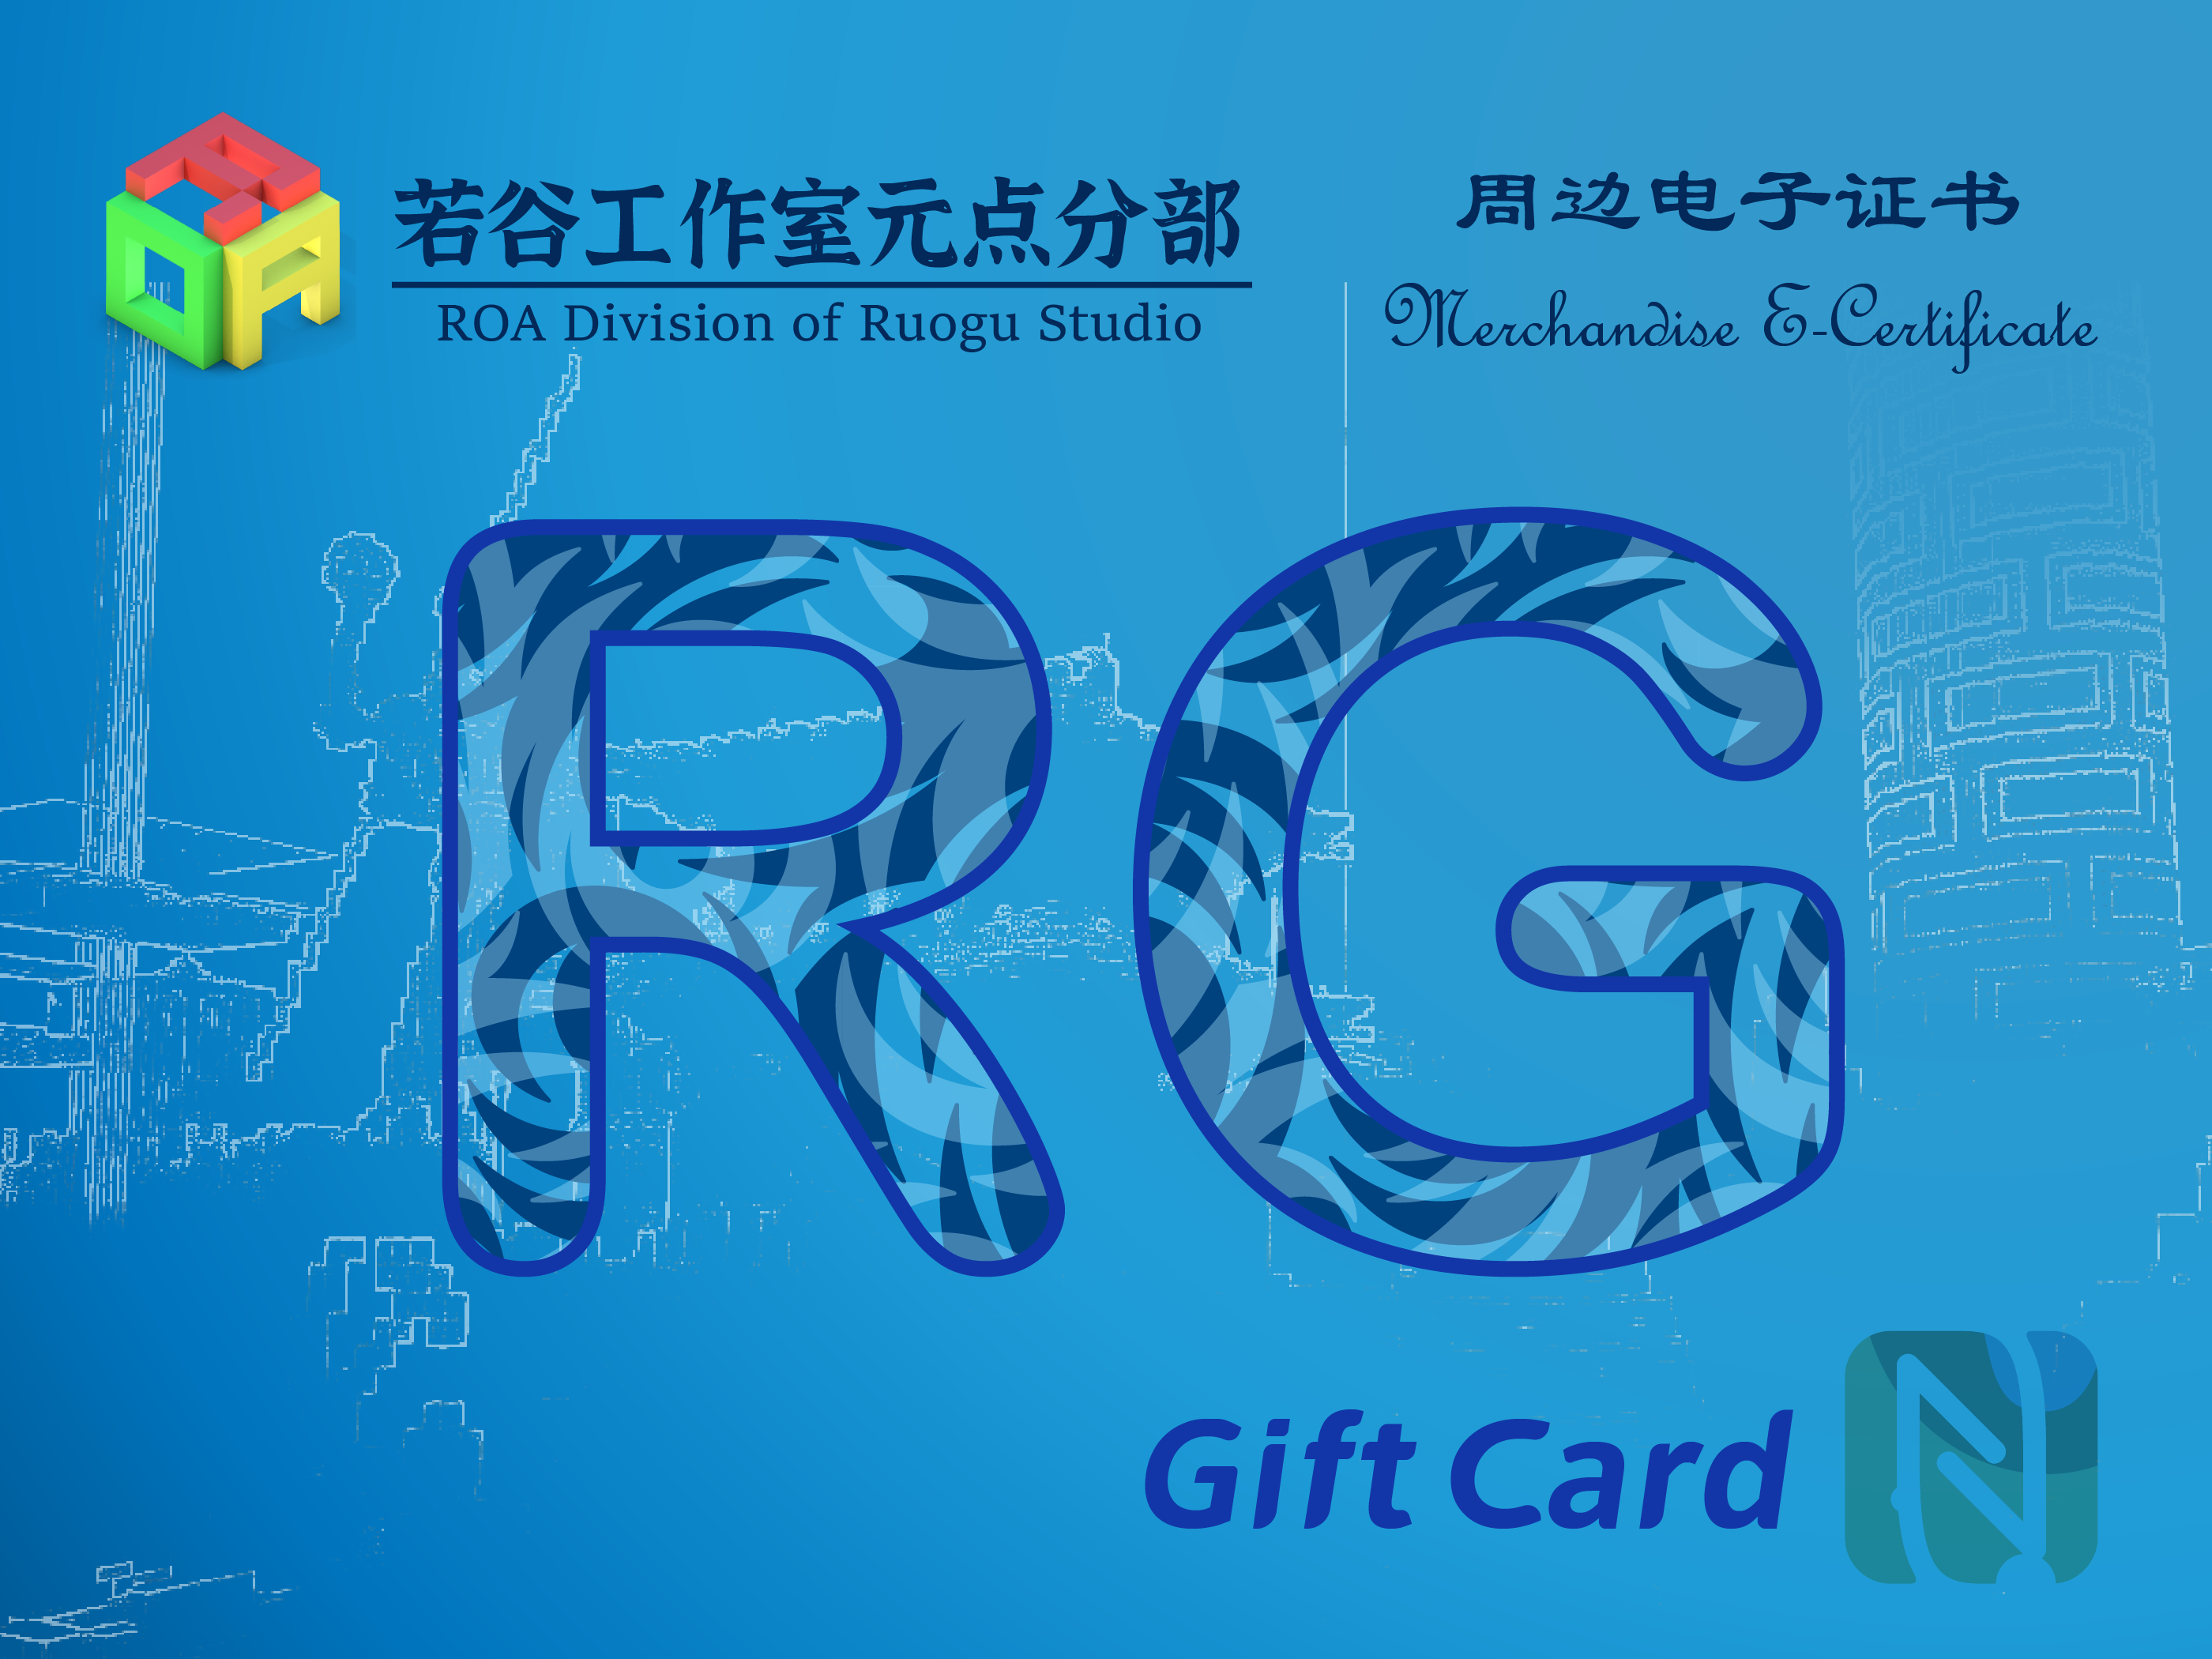 ROA
若谷工作室元点分部
ROA Division of Ruogu Studio
周边电子证书
Merchandise E-Certificate
RG
Gift Card
N